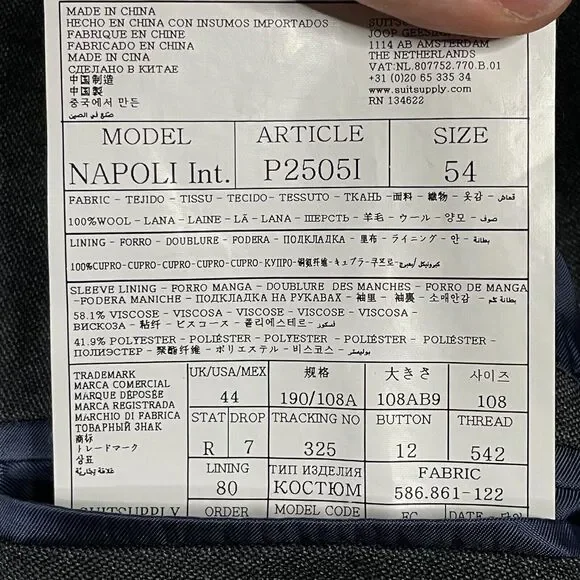 MADE IN CHINA
HECHO EN CHINA CON INSUMOS IMPORTADOS
FABRIQUE EN CHINE
FABRICADO EN CHINA
MADE IN CINA
СДЕЛАНО В КИТАЕ
中国制造
中国製
중국에서 만든
صنع في الصين
JOOP GEESINK
1114 AB AMSTERDAM
THE NETHERLANDS
VAT:NL.807752.770.B.01
+31 (0)20 65 335 34
www.suitsupply.com
RN 134622
MODEL ARTICLE SIZE
NAPOLI Int. P2505I 54
FABRIC - TEJIDO - TISSU - TECIDO - TESSUTO - ТКАНЬ - 面料 - 織物 - 옷감 - قماش
100%WOOL - LANA - LAINE - LÃ - LANA - ШЕРСТЬ - 羊毛 - ウール - 양모 - صوف
LINING - FORRO - DOUBLURE - FODERA - ПОДКЛАДКА - 里布 - ライニング - 안 - بطانة
100%CUPRO-CUPRO-CUPRO-CUPRO-CUPRO-КУПРО-铜氨纤维-キュプラ-쿠프로-
SLEEVE LINING - FORRO MANGA - DOUBLURE DES MANCHES - FORRO DE MANGA
-FODERA MANICHE - ПОДКЛАДКА НА РУКАВАХ - 袖里 - 袖裏 - 소매안감 - بطانة كم
58.1% VISCOSE - VISCOSA - VISCOSE - VISCOSE - VISCOSA -
ВИСКОЗА - 粘纤 - ビスコース - 폴리에스테르 - فسكوز
41.9% POLYESTER - POLIÉSTER - POLYESTER - POLIÉSTER - POLIÉSTER -
ПОЛИЭСТЕР - 聚酯纤维 - ポリエステル - 비스코스 - بوليستر
TRADEMARK
MARCA COMERCIAL
MARQUE DÉPOSÉE
MARCA REGISTRADA
MARCHIO DI FABRICA
ТОВАРНЫЙ ЗНАК
商标
トレードマーク
상표
علامة تجارية
UK/USA/MEX 规格 大きさ 사이즈
44 190/108A 108AB9 108
STAT DROP TRACKING NO BUTTON THREAD
R 7 325 12 542
LINING ТИП ИЗДЕЛИЯ FABRIC
80 КОСТЮМ 586.861-122
SUITSUPPLY ORDER MODEL CODE